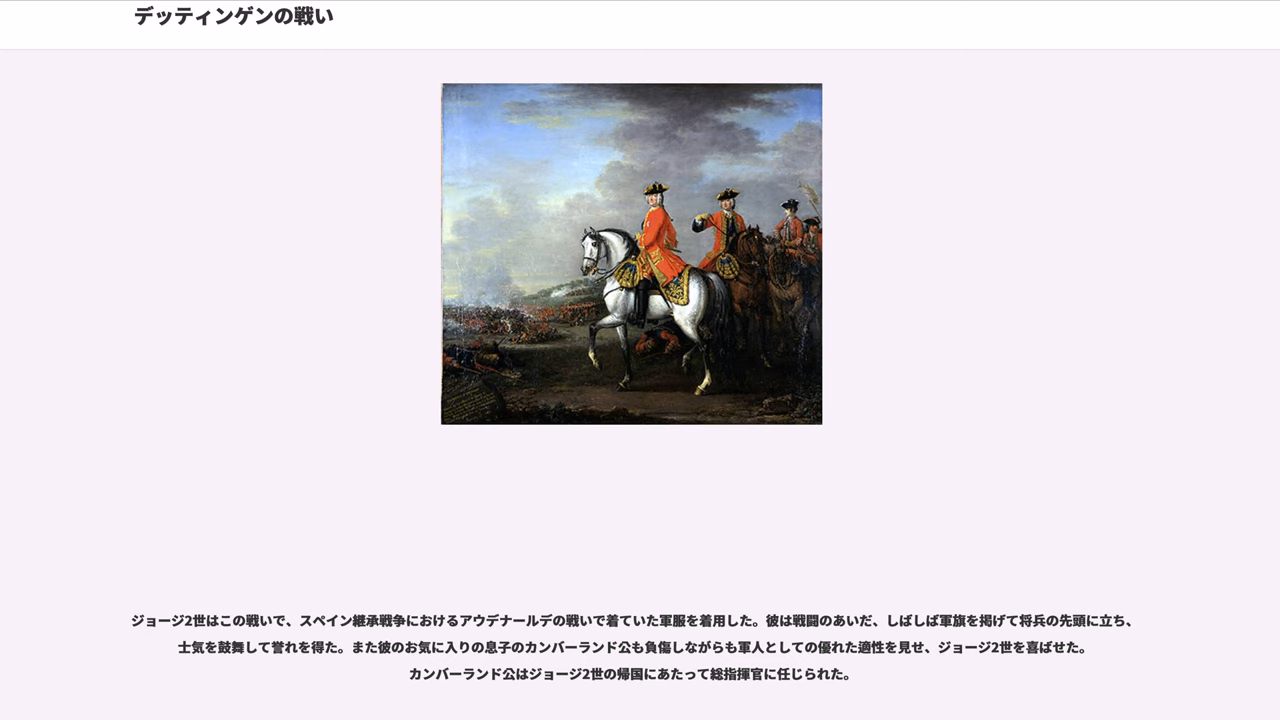 デッティンゲンの戦い
ジョージ2世はこの戦いで、スペイン継承戦争におけるアウデナールデの戦いで着ていた軍服を着用した。彼は戦闘のあいだ、しばしば軍旗を掲げて将兵の先頭に立ち、
士気を鼓舞して誉れを得た。また彼のお気に入りの息子のカンバーランド公も負傷しながらも軍人としての優れた適性を見せ、ジョージ2世を喜ばせた。
カンバーランド公はジョージ2世の帰国にあたって総指揮官に任じられた。